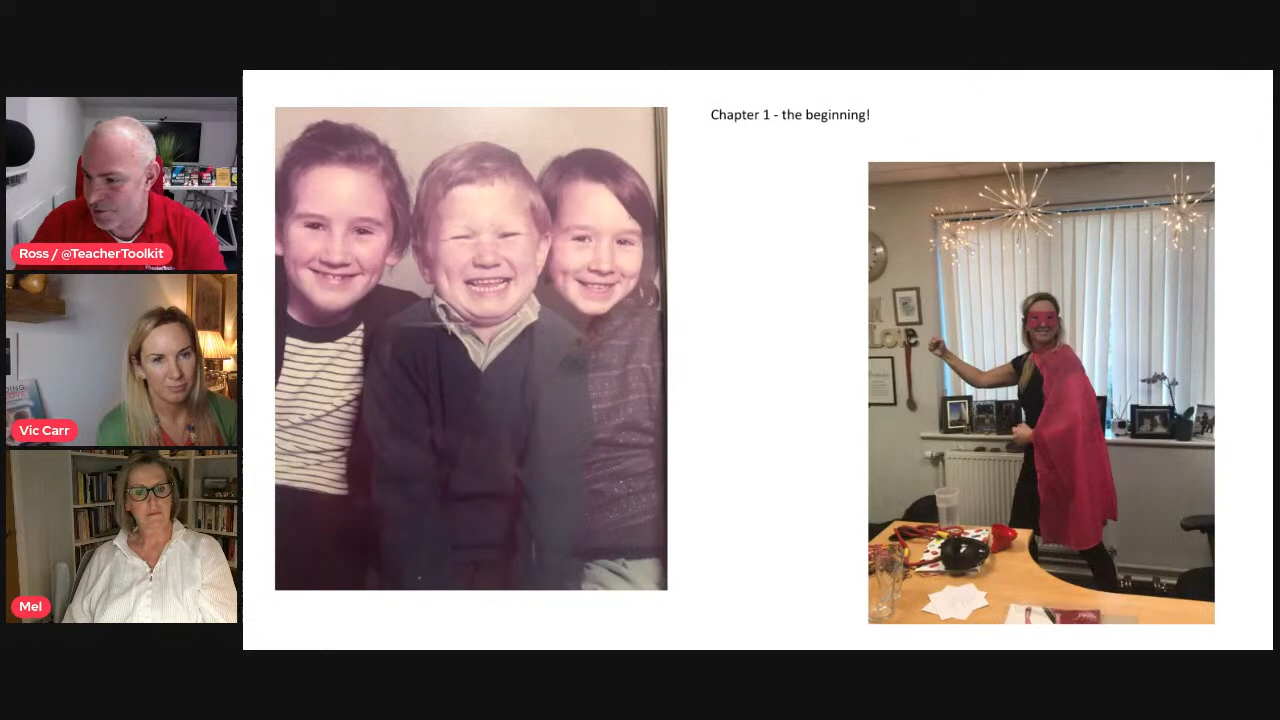 Ross / @TeacherToolkit
Vic Carr
Mel
Chapter 1 - the beginning!